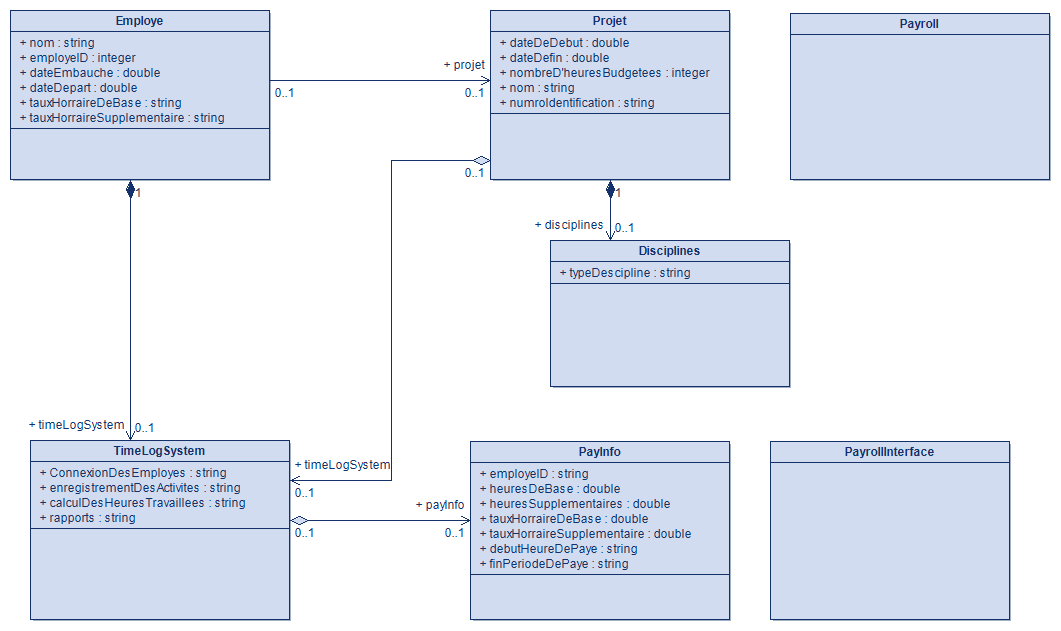 Employe
+ nom : string
+ employeID : integer
+ dateEmbauche : double
+ dateDepart : double
+ tauxHorraireDeBase : string
+ tauxHorraireSupplementaire : string
0..1
+ projet
0..1
Projet
+ dateDeDebut : double
+ dateDefin : double
+ nombreD'heuresBudgetees : integer
+ nom : string
+ numroIdentification : string
Payroll
0..1
1
1
+ disciplines
0..1
Disciplines
+ typeDescipline : string
+ timeLogSystem
0..1
TimeLogSystem
+ ConnexionDesEmployes : string
+ enregistrementDesActivites : string
+ calculDesHeuresTravaillees : string
+ rapports : string
+ timeLogSystem
0..1
+ payInfo
0..1
0..1
PayInfo
+ employeID : string
+ heuresDeBase : double
+ heuresSupplementaires : double
+ tauxHorraireDeBase : double
+ tauxHorraireSupplementaire : double
+ debutHeureDePaye : string
+ finPeriodeDePaye : string
PayrollInterface